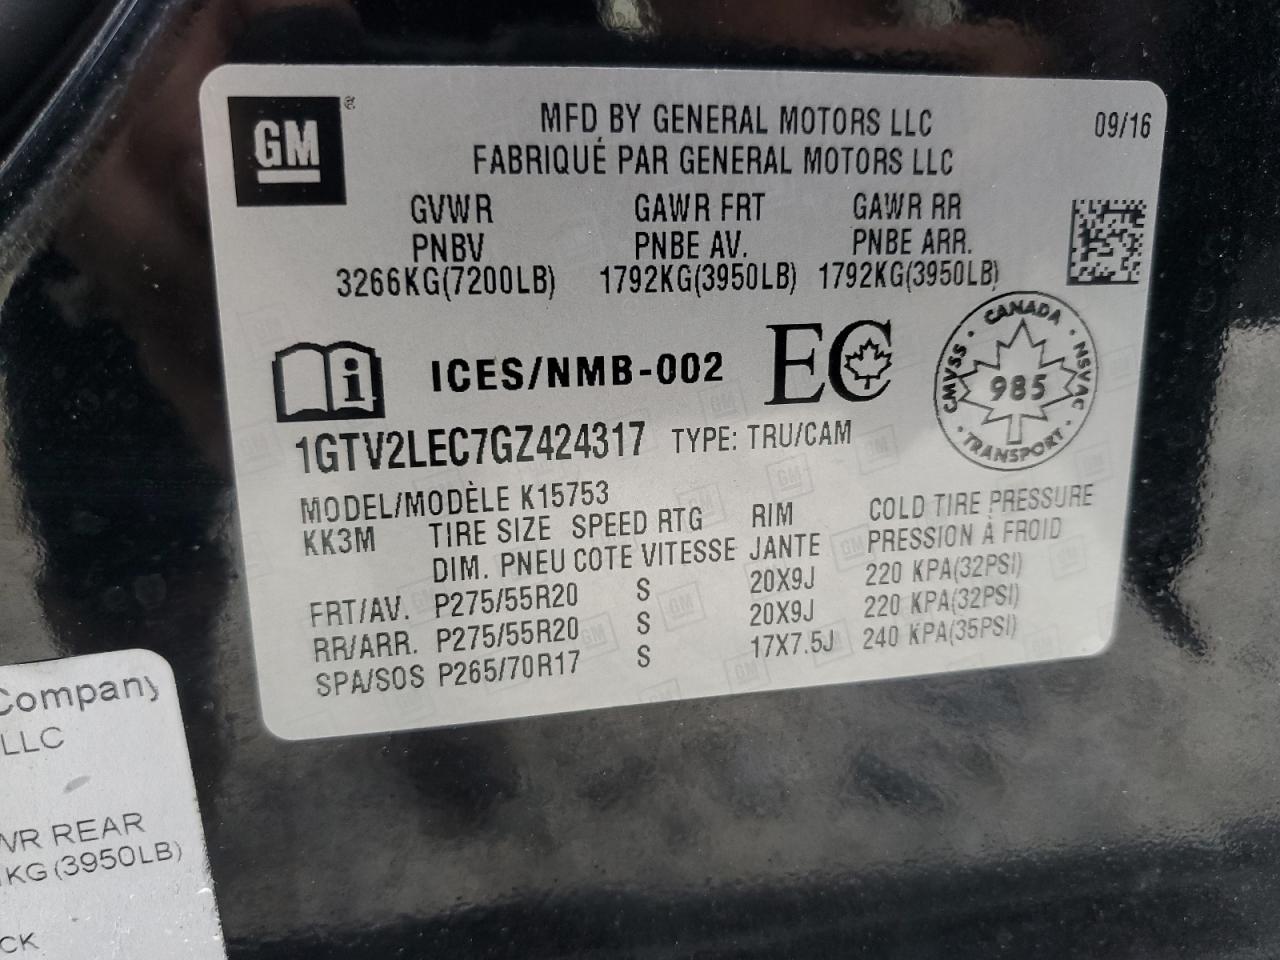 GM®
MFD BY GENERAL MOTORS LLC
09/16
FABRIQUÉ PAR GENERAL MOTORS LLC
GVWR GAWR FRT GAWR RR
PNBV PNBE AV. PNBE ARR.
3266KG(7200LB) 1792KG(3950LB) 1792KG(3950LB)
i ICES/NMB-002 EC
CANADA
CMVSS NSVAC
985
TRANSPORT
1GTV2LEC7GZ424317 TYPE: TRU/CAM
MODEL/MODÈLE K15753
KK3M TIRE SIZE SPEED RTG RIM COLD TIRE PRESSURE
DIM. PNEU COTE VITESSE JANTE PRESSION À FROID
FRT/AV. P275/55R20 S 20X9J 220 KPA(32PSI)
RR/ARR. P275/55R20 S 20X9J 220 KPA(32PSI)
SPA/SOS P265/70R17 S 17X7.5J 240 KPA(35PSI)
Company
LLC
WR REAR
KG(3950LB)
CK